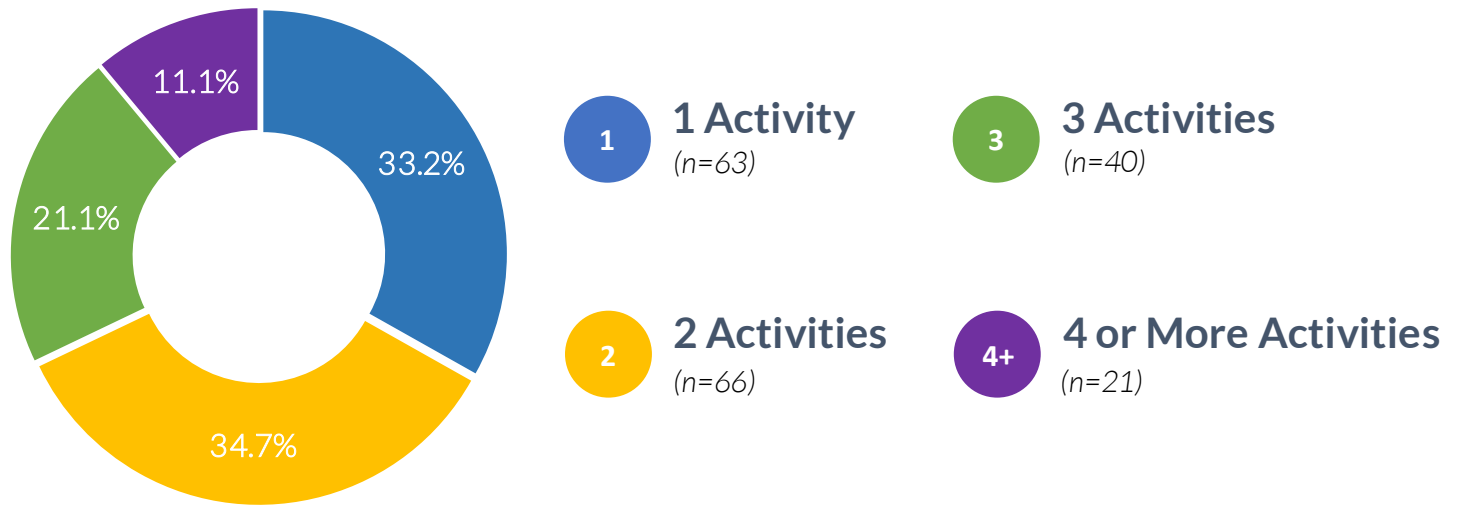 11.1%
33.2%
21.1%
34.7%
1
1 Activity
(n=63)
3
3 Activities
(n=40)
2
2 Activities
(n=66)
4+
4 or More Activities
(n=21)